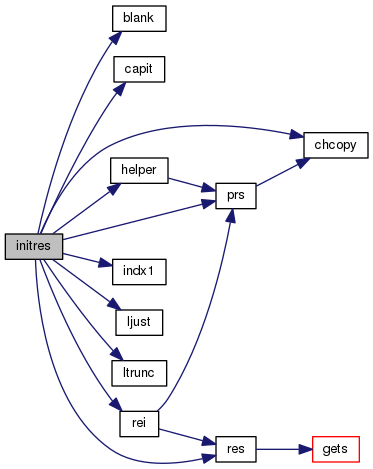 blank
capit
chcopy
helper
prs
initres
indx1
ljust
ltrunc
rei
res
gets